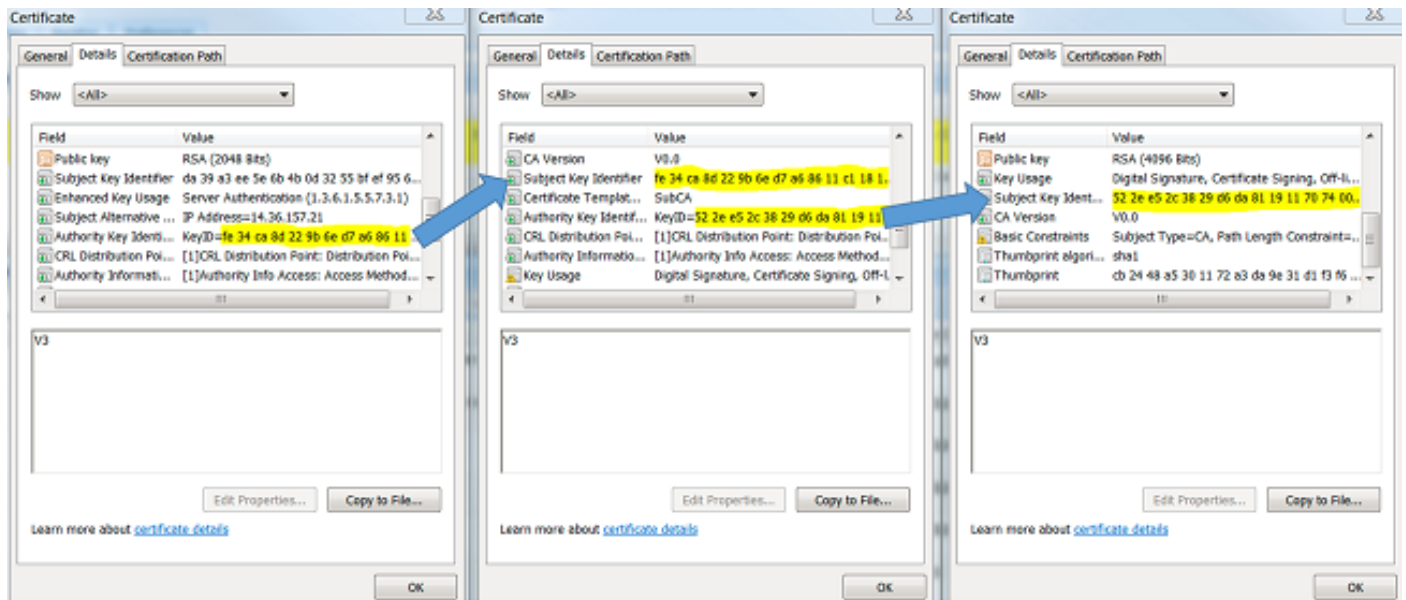 Certificate
General Details Certification Path
Show <All>
Field Value
Public key RSA (2048 Bits)
Subject Key Identifier da 39 a3 ee 5e 6b 4b 0d 32 55 bf ef 95 6...
Enhanced Key Usage Server Authentication (1.3.6.1.5.5.7.3.1)
Subject Alternative ... IP Address=14.36.157.21
Authority Key Identi... KeyID=fe 34 ca 8d 22 9b 6e d7 a6 86 11
CRL Distribution Poi... [1]CRL Distribution Point: Distribution Poi...
Authority Informati... [1]Authority Info Access: Access Method...
V3
Edit Properties... Copy to File...
Learn more about certificate details
OK
Certificate
General Details Certification Path
Show <All>
Field Value
CA Version V0.0
Subject Key Identifier fe 34 ca 8d 22 9b 6e d7 a6 86 11 c1 18 1...
Certificate Templat... SubCA
Authority Key Identif... KeyID=52 2e e5 2c 38 29 d6 da 81 19 11
CRL Distribution Poi... [1]CRL Distribution Point: Distribution Poi...
Authority Informatio... [1]Authority Info Access: Access Method...
Key Usage Digital Signature, Certificate Signing, Off-l...
V3
Edit Properties... Copy to File...
Learn more about certificate details
OK
Certificate
General Details Certification Path
Show <All>
Field Value
Public key RSA (4096 Bits)
Key Usage Digital Signature, Certificate Signing, Off-li...
Subject Key Ident... 52 2e e5 2c 38 29 d6 da 81 19 11 70 74 00...
CA Version V0.0
Basic Constraints Subject Type=CA, Path Length Constraint=...
Thumbprint algori... sha1
Thumbprint cb 24 48 a5 30 11 72 a3 da 9e 31 d1 f3 f6 ...
V3
Edit Properties... Copy to File...
Learn more about certificate details
OK